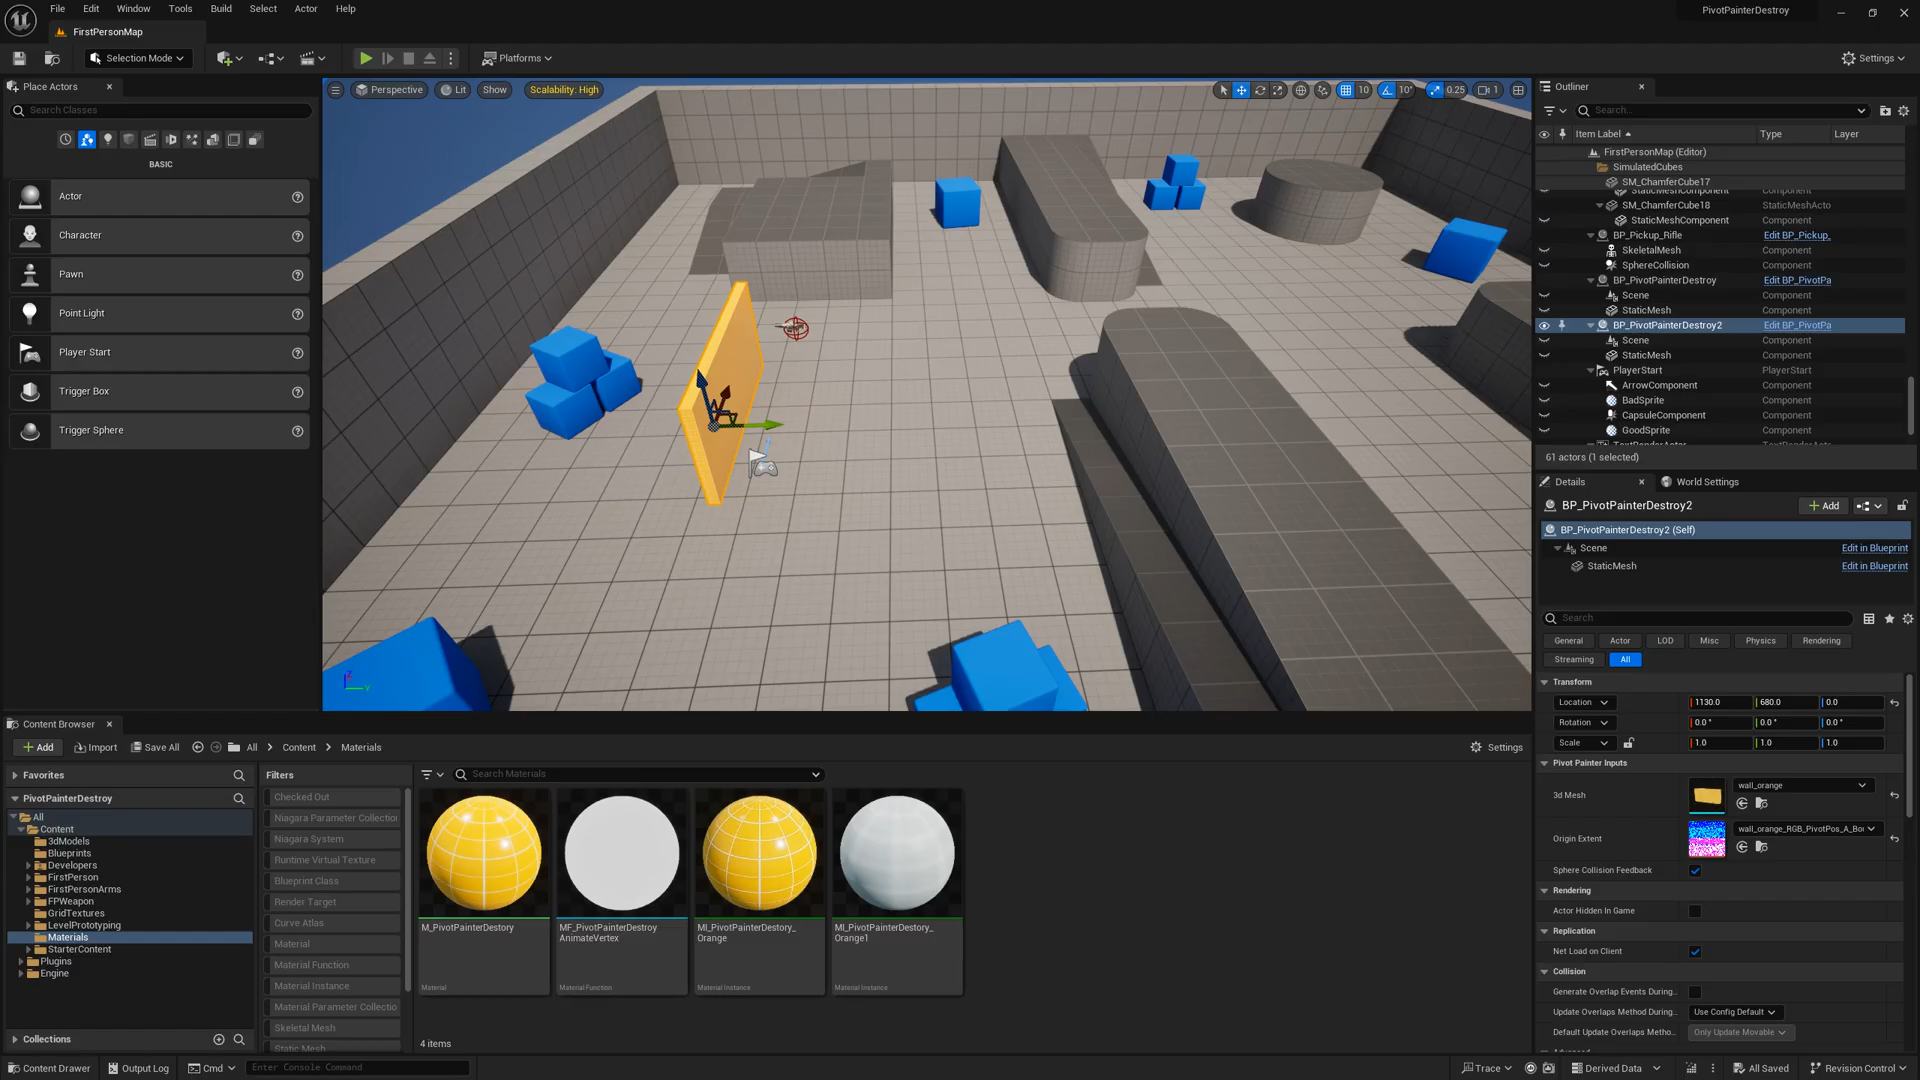 File Edit Window Tools Build Select Actor Help
PivotPainterDestroy
FirstPersonMap
Selection Mode
Platforms
Settings
Place Actors
Search Classes
BASIC
Actor
Character
Pawn
Point Light
Player Start
Trigger Box
Trigger Sphere
Perspective Lit Show Scalability: High
10 10° 0.25 1
Outliner
Search...
Item Label Type Layer
FirstPersonMap (Editor)
SimulatedCubes
SM_ChamferCube17
StaticMeshComponent Component
SM_ChamferCube18 StaticMeshActo
StaticMeshComponent Component
BP_Pickup_Rifle Edit BP_Pickup_
SkeletalMesh Component
SphereCollision Component
BP_PivotPainterDestroy Edit BP_PivotPa
Scene Component
StaticMesh Component
BP_PivotPainterDestroy2 Edit BP_PivotPa
Scene Component
StaticMesh Component
PlayerStart PlayerStart
ArrowComponent Component
BadSprite Component
CapsuleComponent Component
GoodSprite Component
61 actors (1 selected)
Details World Settings
BP_PivotPainterDestroy2
Add
BP_PivotPainterDestroy2 (Self)
Scene Edit in Blueprint
StaticMesh Edit in Blueprint
Search
General Actor LOD Misc Physics Rendering
Streaming All
Transform
Location 1130.0 680.0 0.0
Rotation 0.0° 0.0° 0.0°
Scale 1.0 1.0 1.0
Pivot Painter Inputs
3d Mesh wall_orange
Origin Extent wall_orange_RGB_PivotPos_A_Bou
Sphere Collision Feedback
Rendering
Actor Hidden In Game
Replication
Net Load on Client
Collision
Generate Overlap Events During..
Update Overlaps Method During.. Use Config Default
Default Update Overlaps Metho.. Only Update Movable
Content Browser
Add Import Save All All Content Materials
Settings
Favorites
PivotPainterDestroy
All
Content
3dModels
Blueprints
Developers
FirstPerson
FirstPersonArms
FPWeapon
GridTextures
LevelPrototyping
Materials
StarterContent
Plugins
Engine
Collections
Filters
Checked Out
Niagara Parameter Collectio
Niagara System
Runtime Virtual Texture
Blueprint Class
Render Target
Curve Atlas
Material
Material Function
Material Instance
Material Parameter Collectio
Skeletal Mesh
Static Mesh
Search Materials
M_PivotPainterDestory
Material
MF_PivotPainterDestroy
AnimateVertex
Material Function
MI_PivotPainterDestory_
Orange
Material Instance
MI_PivotPainterDestory_
Orange1
Material Instance
4 items
Content Drawer Output Log Cmd Enter Console Command
Trace Derived Data All Saved Revision Control